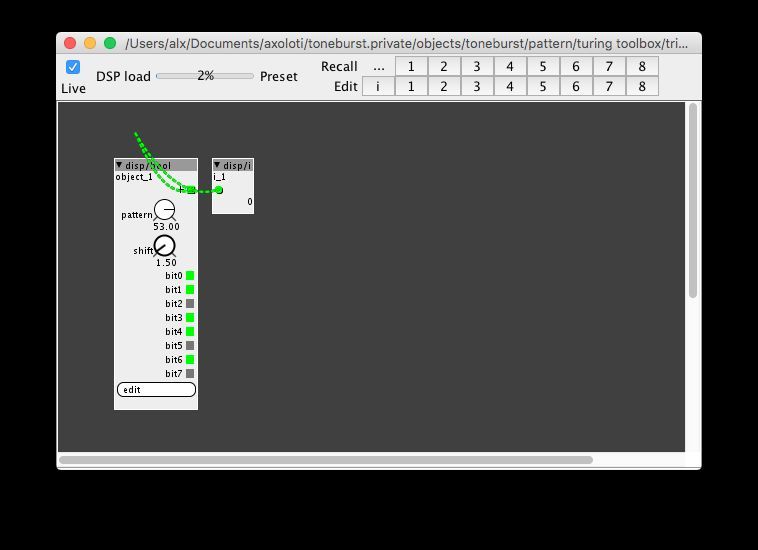 /Users/alx/Documents/axoloti/toneburst.private/objects/toneburst/pattern/turing toolbox/tri...
Live
DSP load 2% Preset
Recall ... 1 2 3 4 5 6 7 8
Edit i 1 2 3 4 5 6 7 8
disp/bool
object_1
pattern
53.00
shift
1.50
bit0
bit1
bit2
bit3
bit4
bit5
bit6
bit7
edit
disp/i
i_1
0